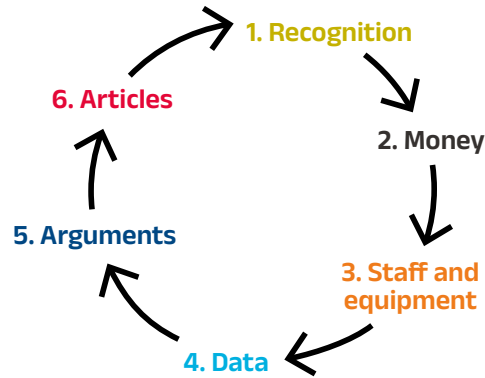 1. Recognition
2. Money
3. Staff and
equipment
4. Data
5. Arguments
6. Articles